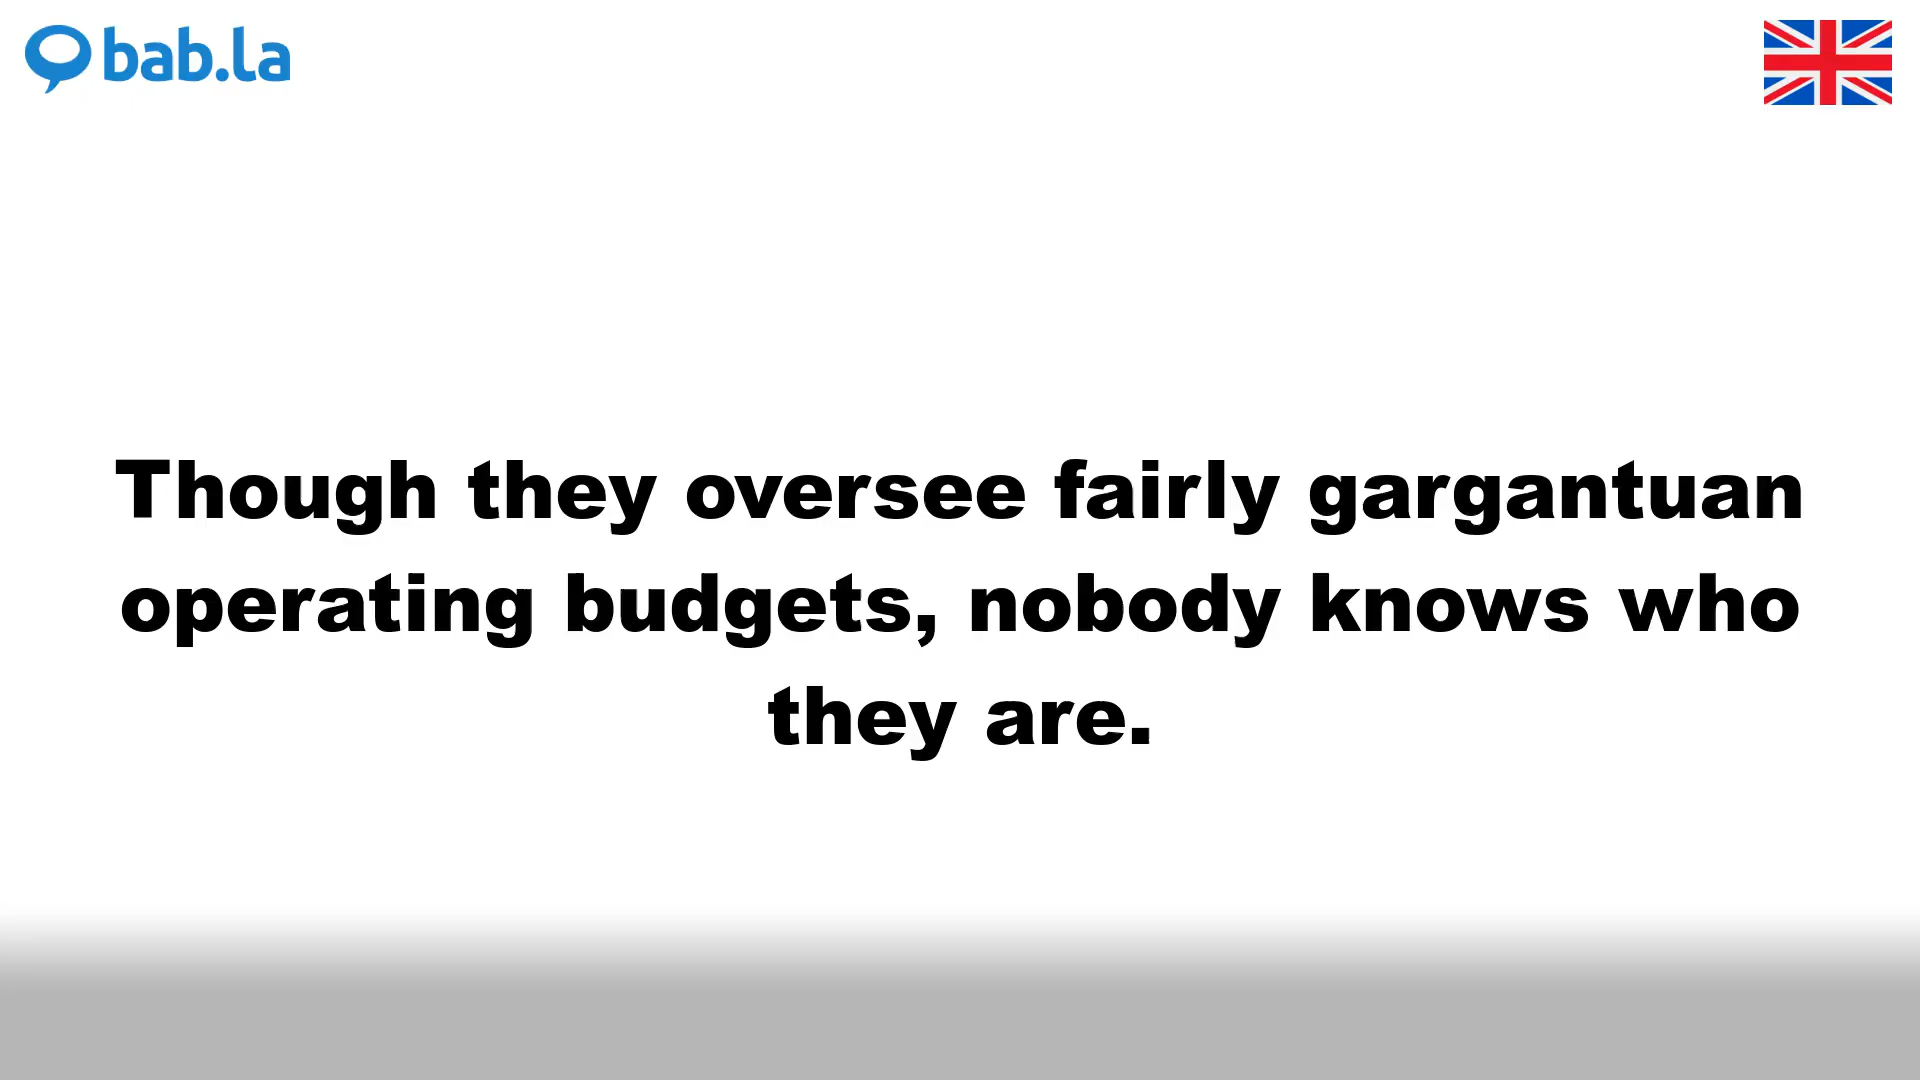 bab.la
Though they oversee fairly gargantuan
operating budgets, nobody knows who
they are.